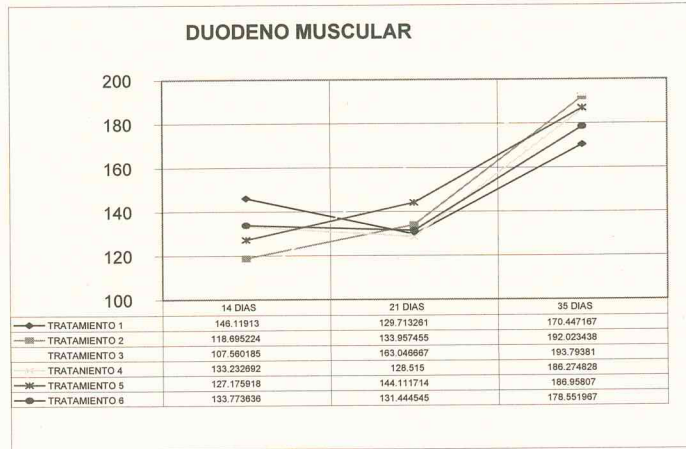 DUODENO MUSCULAR
200
180
160
140
120
100
14 DIAS 21 DIAS 35 DIAS
TRATAMIENTO 1 146.11913 129.713261 170.447167
TRATAMIENTO 2 118.695224 133.957455 192.023438
TRATAMIENTO 3 107.560185 163.046667 193.79381
TRATANIENTO 4 133.232692 128.515 186.274828
TRATAMIENTO 5 127.175918 144.111714 186.95807
TRATAMIENTO 6 133.773636 131.444545 178.551967